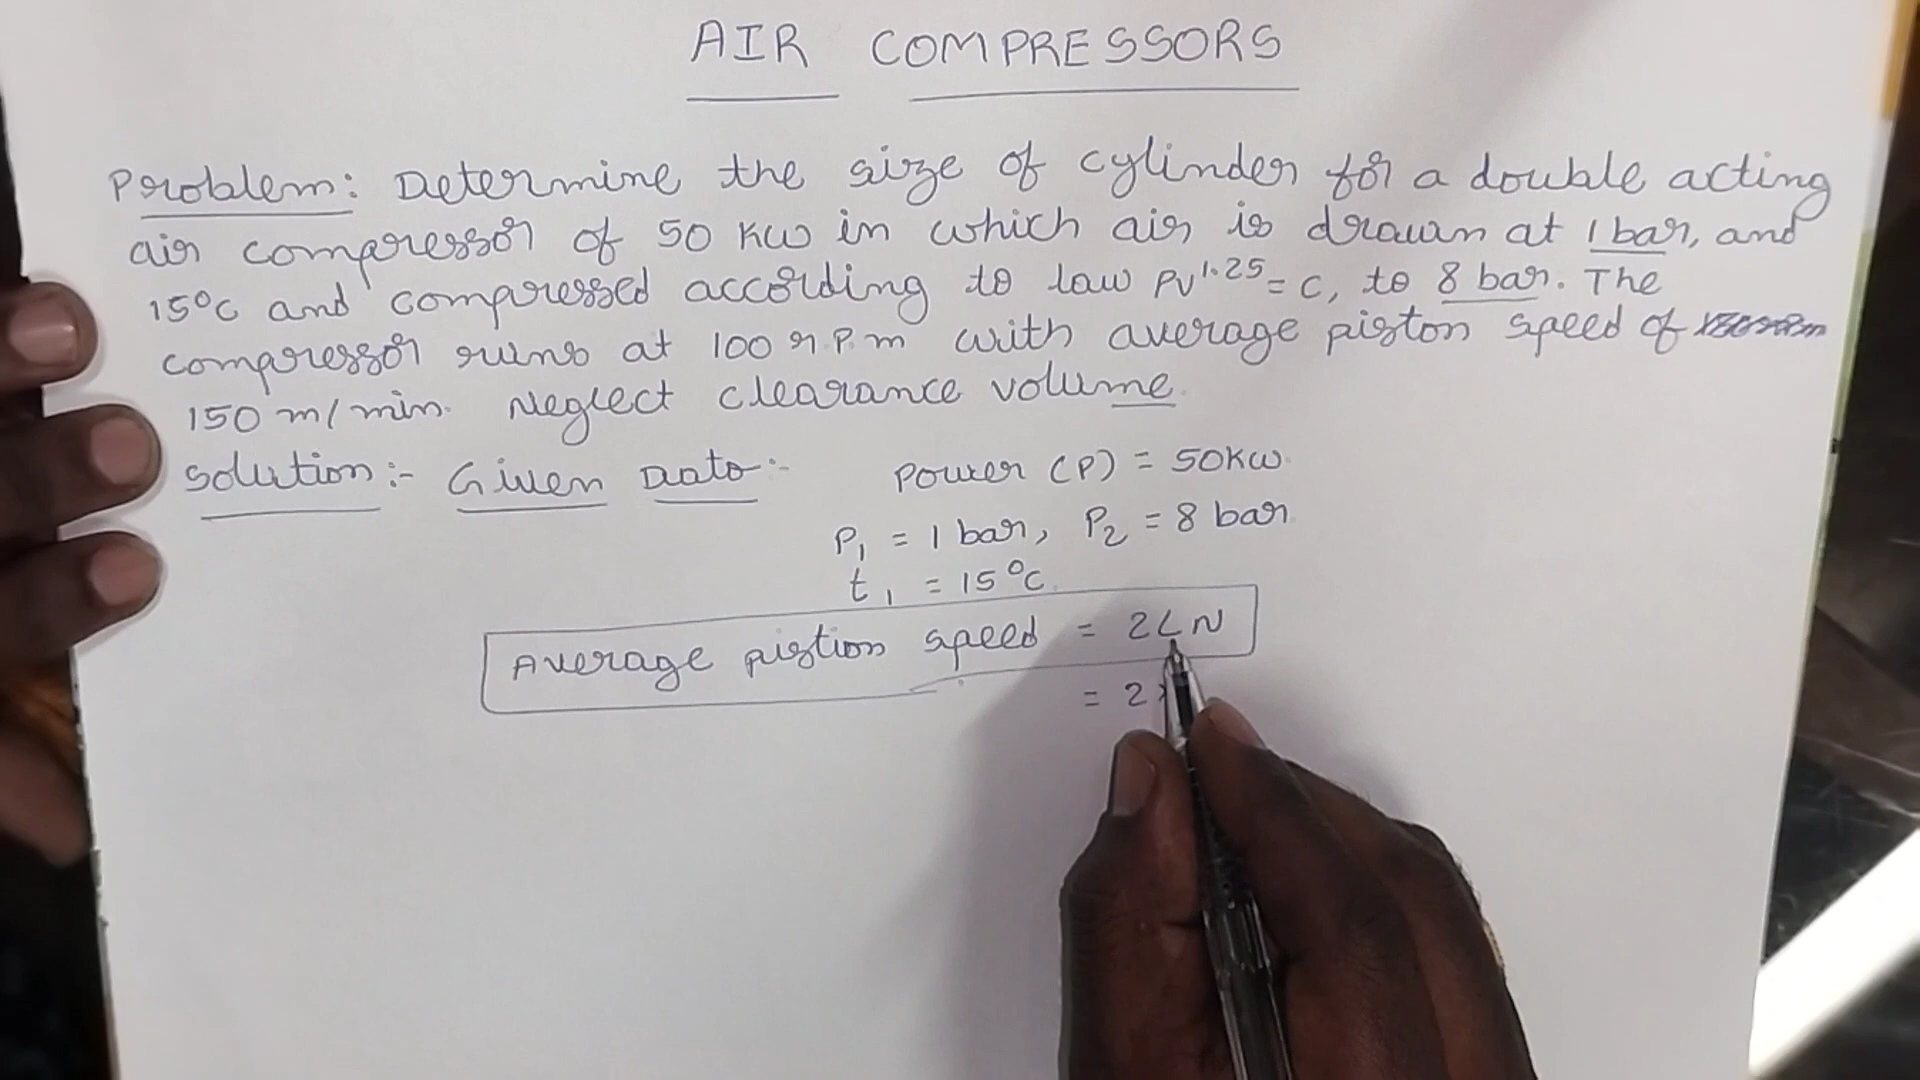 AIR COMPRESSORS
Problem: Determine the size of cylinder for a double acting
air compressor of 50 KW in which air is drawn at 1 bar, and
15°C and compressed according to law PV^1.25 = C, to 8 bar. The
compressor runs at 100 r.p.m with average piston speed of
150 m/min. Neglect clearance volume.
Solution:- Given Data:- Power (P) = 50KW
P₁ = 1 bar, P₂ = 8 bar
t₁ = 15°C.
Average pistion speed = 2LN
= 2×